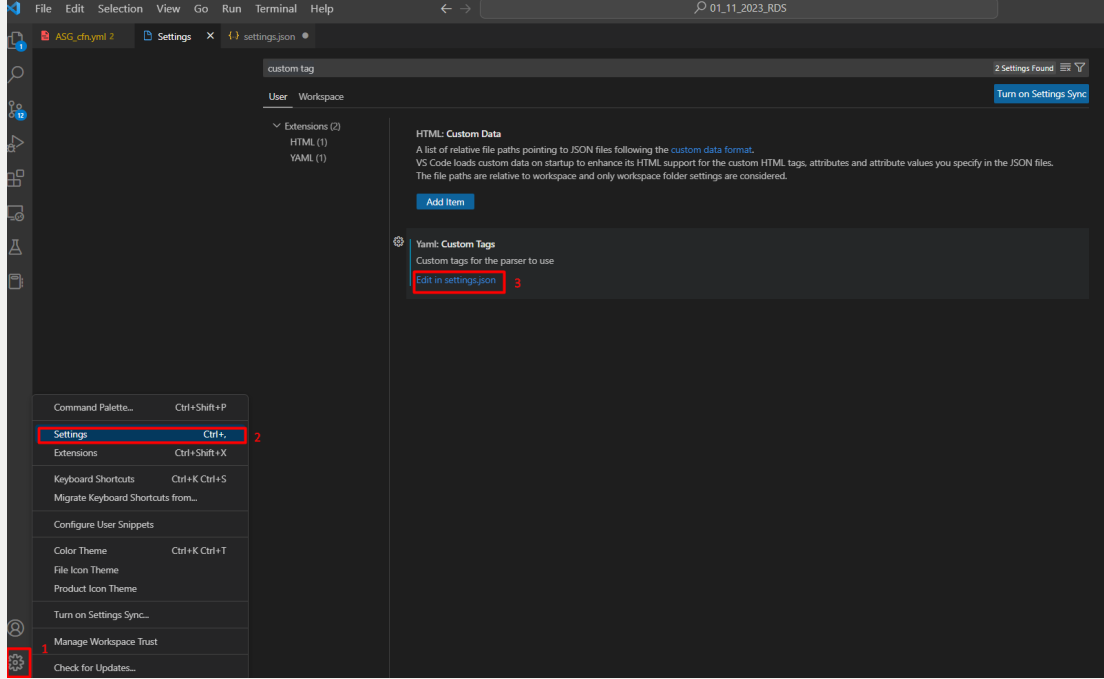 File Edit Selection View Go Run Terminal Help
01_11_2023_RDS
ASG_cfn.yml 2
Settings
{..} settings.json
1
custom tag
2 Settings Found
User Workspace
Turn on Settings Sync
12
Extensions (2)
HTML (1)
YAML (1)
HTML: Custom Data
A list of relative file paths pointing to JSON files following the custom data format.
VS Code loads custom data on startup to enhance its HTML support for the custom HTML tags, attributes and attribute values you specify in the JSON files.
The file paths are relative to workspace and only workspace folder settings are considered.
Add Item
Yaml: Custom Tags
Custom tags for the parser to use
Edit in settings.json
3
Command Palette... Ctrl+Shift+P
Settings Ctrl+,
2
Extensions Ctrl+Shift+X
Keyboard Shortcuts Ctrl+K Ctrl+S
Migrate Keyboard Shortcuts from...
Configure User Snippets
Color Theme Ctrl+K Ctrl+T
File Icon Theme
Product Icon Theme
Turn on Settings Sync...
Manage Workspace Trust
1
Check for Updates...